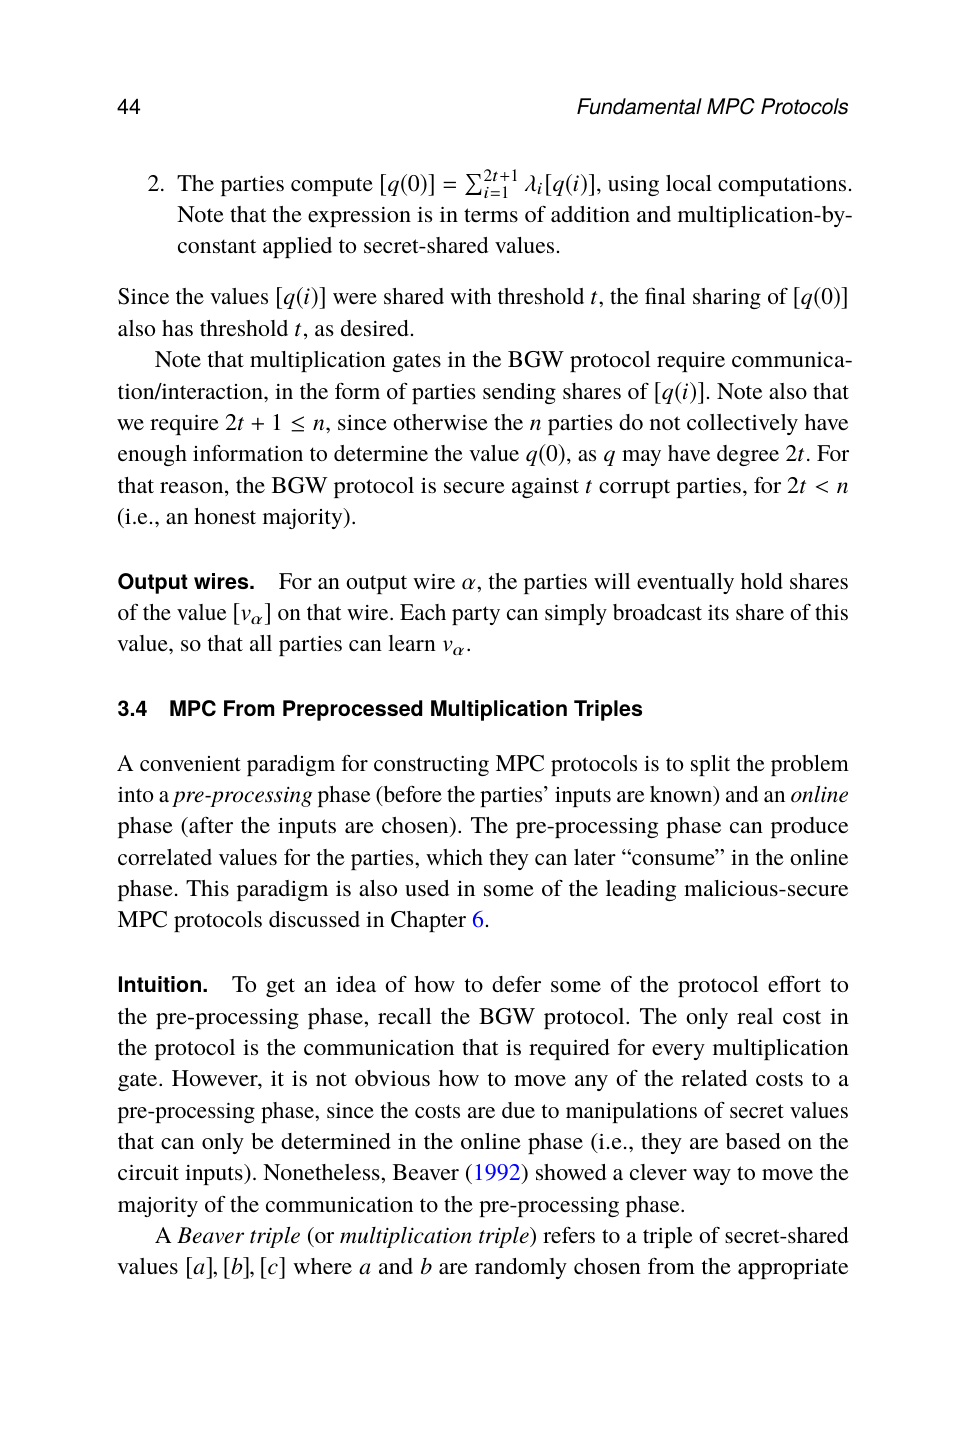 44
Fundamental MPC Protocols
2. The parties compute [q(0)] = ∑_{i=1}^{2t+1} λ_i[q(i)], using local computations.
Note that the expression is in terms of addition and multiplication-by-
constant applied to secret-shared values.
Since the values [q(i)] were shared with threshold t, the final sharing of [q(0)]
also has threshold t, as desired.
Note that multiplication gates in the BGW protocol require communica-
tion/interaction, in the form of parties sending shares of [q(i)]. Note also that
we require 2t + 1 ≤ n, since otherwise the n parties do not collectively have
enough information to determine the value q(0), as q may have degree 2t. For
that reason, the BGW protocol is secure against t corrupt parties, for 2t < n
(i.e., an honest majority).
Output wires. For an output wire α, the parties will eventually hold shares
of the value [v_α] on that wire. Each party can simply broadcast its share of this
value, so that all parties can learn v_α.
3.4 MPC From Preprocessed Multiplication Triples
A convenient paradigm for constructing MPC protocols is to split the problem
into a pre-processing phase (before the parties' inputs are known) and an online
phase (after the inputs are chosen). The pre-processing phase can produce
correlated values for the parties, which they can later “consume” in the online
phase. This paradigm is also used in some of the leading malicious-secure
MPC protocols discussed in Chapter 6.
Intuition. To get an idea of how to defer some of the protocol effort to
the pre-processing phase, recall the BGW protocol. The only real cost in
the protocol is the communication that is required for every multiplication
gate. However, it is not obvious how to move any of the related costs to a
pre-processing phase, since the costs are due to manipulations of secret values
that can only be determined in the online phase (i.e., they are based on the
circuit inputs). Nonetheless, Beaver (1992) showed a clever way to move the
majority of the communication to the pre-processing phase.
A Beaver triple (or multiplication triple) refers to a triple of secret-shared
values [a], [b], [c] where a and b are randomly chosen from the appropriate